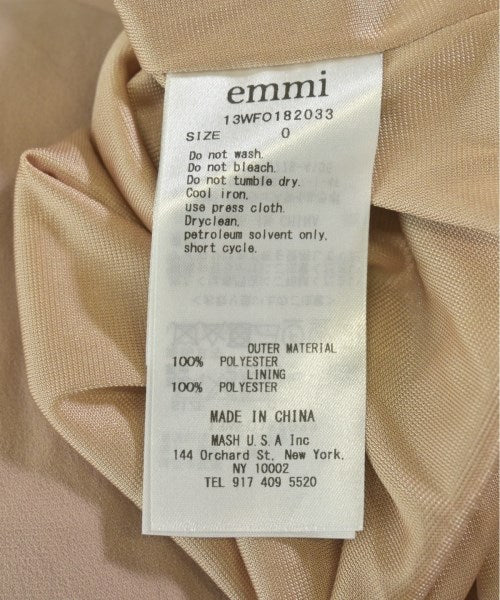 emmi
13WFO182033
SIZE 0
Do not wash.
Do not bleach.
Do not tumble dry.
Cool iron,
use press cloth.
Dryclean,
petroleum solvent only,
short cycle.
OUTER MATERIAL
100% POLYESTER
LINING
100% POLYESTER
MADE IN CHINA
MASH U.S.A Inc
144 Orchard St, New York,
NY 10002
TEL 917 409 5520